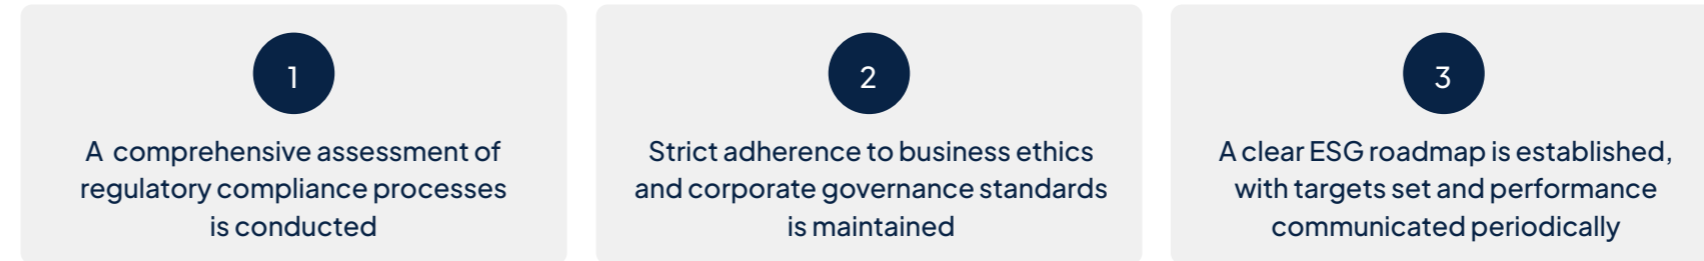 1
A comprehensive assessment of
regulatory compliance processes
is conducted
2
Strict adherence to business ethics
and corporate governance standards
is maintained
3
A clear ESG roadmap is established,
with targets set and performance
communicated periodically